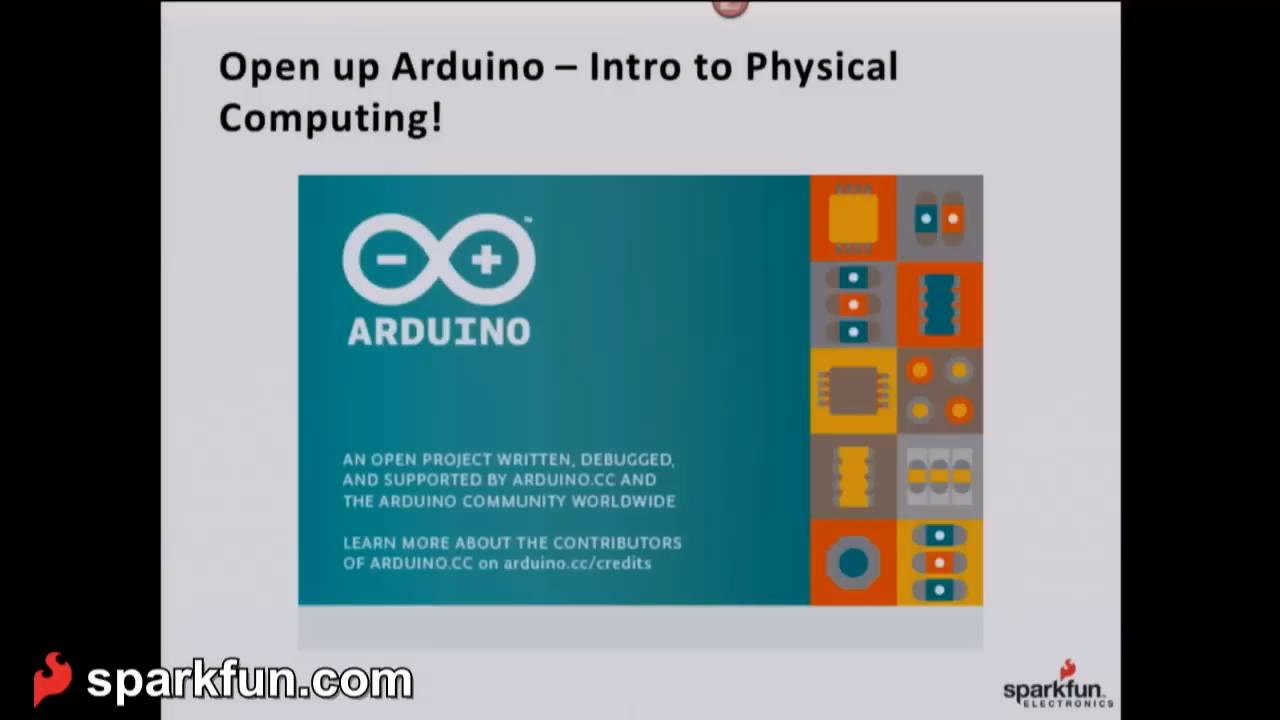 Open up Arduino – Intro to Physical
Computing!
ARDUINO
™
AN OPEN PROJECT WRITTEN, DEBUGGED,
AND SUPPORTED BY ARDUINO.CC AND
THE ARDUINO COMMUNITY WORLDWIDE
LEARN MORE ABOUT THE CONTRIBUTORS
OF ARDUINO.CC on arduino.cc/credits
sparkfun.com
sparkfun
ELECTRONICS